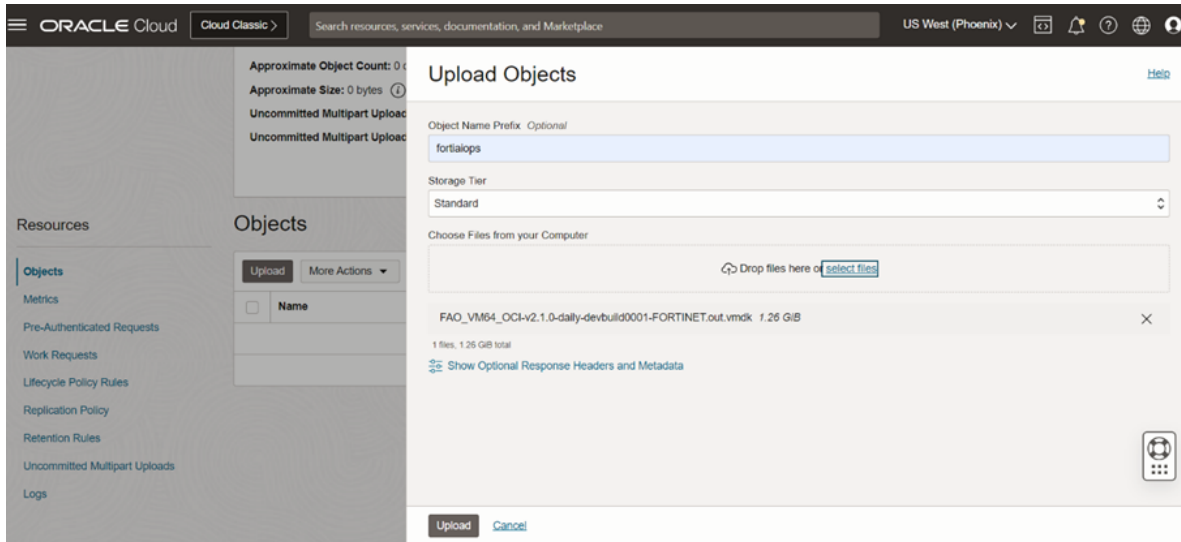 ORACLE Cloud
Cloud Classic >
Search resources, services, documentation, and Marketplace
US West (Phoenix)
Approximate Object Count: 0
Approximate Size: 0 bytes
Uncommitted Multipart
Uncommitted Multipart
Resources
Objects
Metrics
Pre-Authenticated Requests
Work Requests
Lifecycle Policy Rules
Replication Policy
Retention Rules
Uncommitted Multipart Uploads
Logs
Objects
Upload
More Actions
Name
Upload Objects
Help
Object Name Prefix Optional
fortiaiops
Storage Tier
Standard
Choose Files from your Computer
Drop files here or select files
FAO_VM64_OCI-v2.1.0-daily-devbuild0001-FORTINET.out.vmdk 1.26 GiB
1 files, 1.26 GiB total
Show Optional Response Headers and Metadata
Upload
Cancel